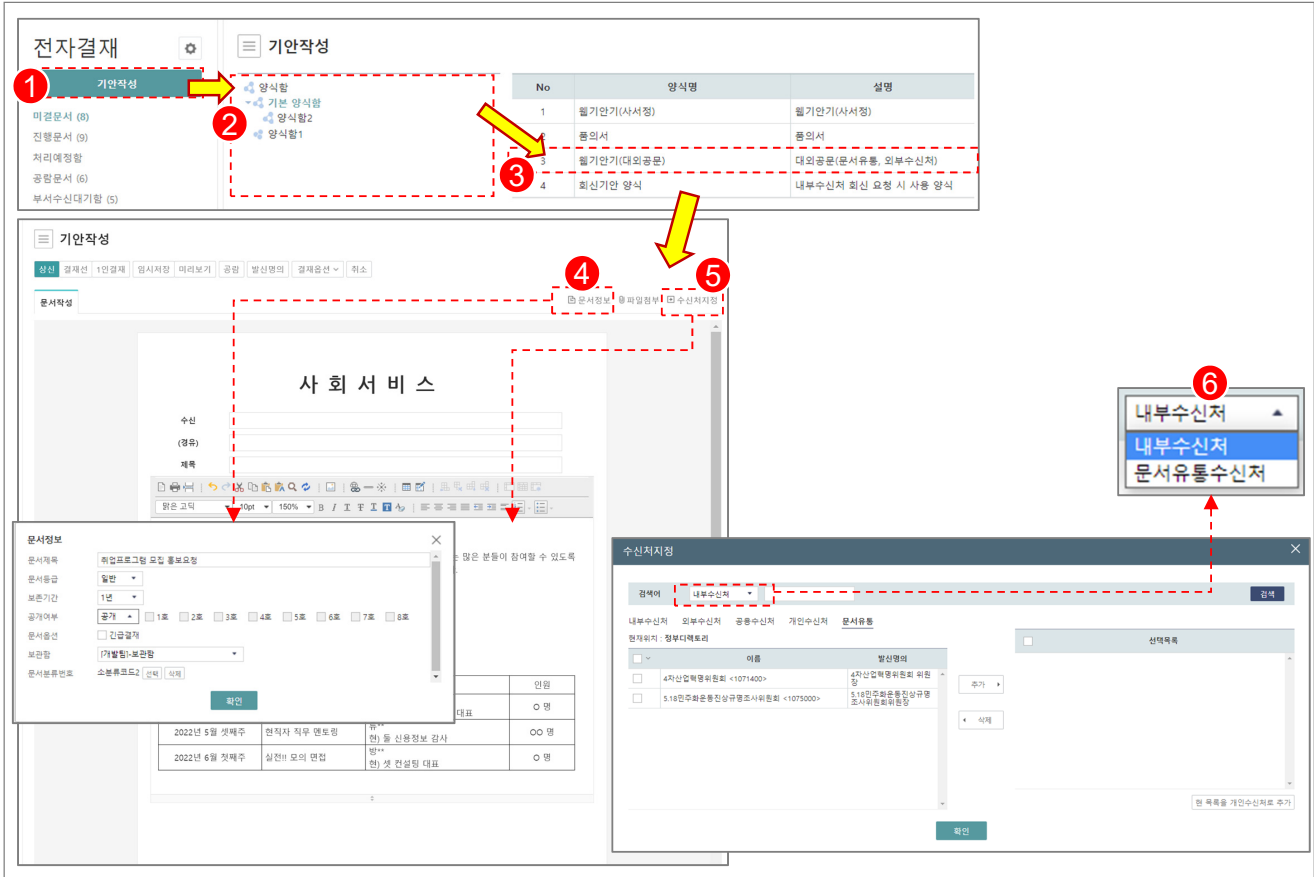 전자결재
기안작성
1 기안작성
미결문서 (8)
진행문서 (9)
처리예정함
공람문서 (6)
부서수신대기함 (5)
2
양식함
기본 양식함
양식함2
양식함1
No 양식명 설명
1 웹기안기(사서정) 웹기안기(사서정)
2 품의서 품의서
3 웹기안기(대외공문) 대외공문(문서유통, 외부수신처)
4 회신기안 양식 내부수신처 회신 요청 시 사용 양식
3
기안작성
상신 결재선 1인결재 임시저장 미리보기 공람 발신명의 결재옵션 취소
4 5
문서작성 문서정보 파일첨부 수신처지정
사 회 서 비 스
수신
(경유)
제목
맑은 고딕 10pt 150%
많은 분들이 참여할 수 있도록
문서정보
문서제목 취업프로그램 모집 홍보요청
문서등급 일반
보존기간 1년
공개여부 공개 1호 2호 3호 4호 5호 6호 7호 8호
문서옵션 긴급결재
보관함 [개발팀]-보관함
문서분류번호 소분류코드2 선택 삭제
확인
인원
대표 O 명
2022년 5월 셋째주 현직자 직무 멘토링 류** OO 명
현) 둘 신용정보 감사
2022년 6월 첫째주 실전!! 모의 면접 방** O 명
현) 셋 컨설팅 대표
6
내부수신처
내부수신처
문서유통수신처
수신처지정
검색어 내부수신처 검색
내부수신처 외부수신처 공용수신처 개인수신처 문서유통
현재위치 : 정부디렉토리
이름 발신명의
4차산업혁명위원회 <1071400> 4차산업혁명위원회 위원
장
5.18민주화운동진상규명조사위원회 <1075000> 5.18민주화운동진상규명
조사위원회위원장
추가
삭제
선택목록
현 목록을 개인수신처로 추가
확인